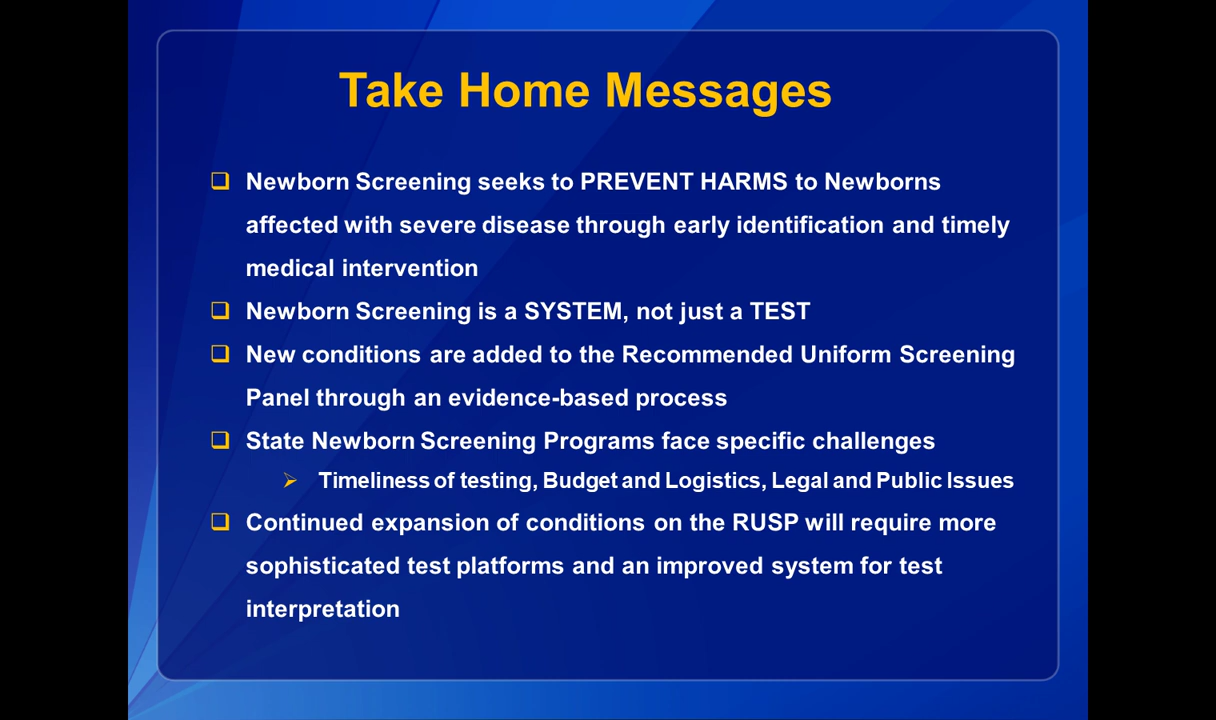 Take Home Messages
❑ Newborn Screening seeks to PREVENT HARMS to Newborns
affected with severe disease through early identification and timely
medical intervention
❑ Newborn Screening is a SYSTEM, not just a TEST
❑ New conditions are added to the Recommended Uniform Screening
Panel through an evidence-based process
❑ State Newborn Screening Programs face specific challenges
➢ Timeliness of testing, Budget and Logistics, Legal and Public Issues
❑ Continued expansion of conditions on the RUSP will require more
sophisticated test platforms and an improved system for test
interpretation